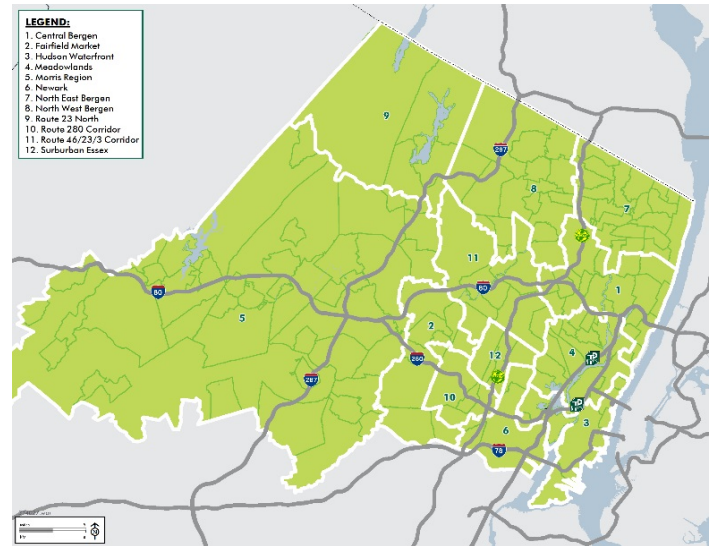 LEGEND:
1. Central Bergen
2. Fairfield Market
3. Hudson Waterfront
4. Meadowlands
5. Morris Region
6. Newark
7. North East Bergen
8. North West Bergen
9. Route 23 North
10. Route 280 Corridor
11. Route 46/23/3 Corridor
12. Surburban Essex
9
287
8
7
11
80
80
1
5
2
280
12
4
287
10
3
6
78